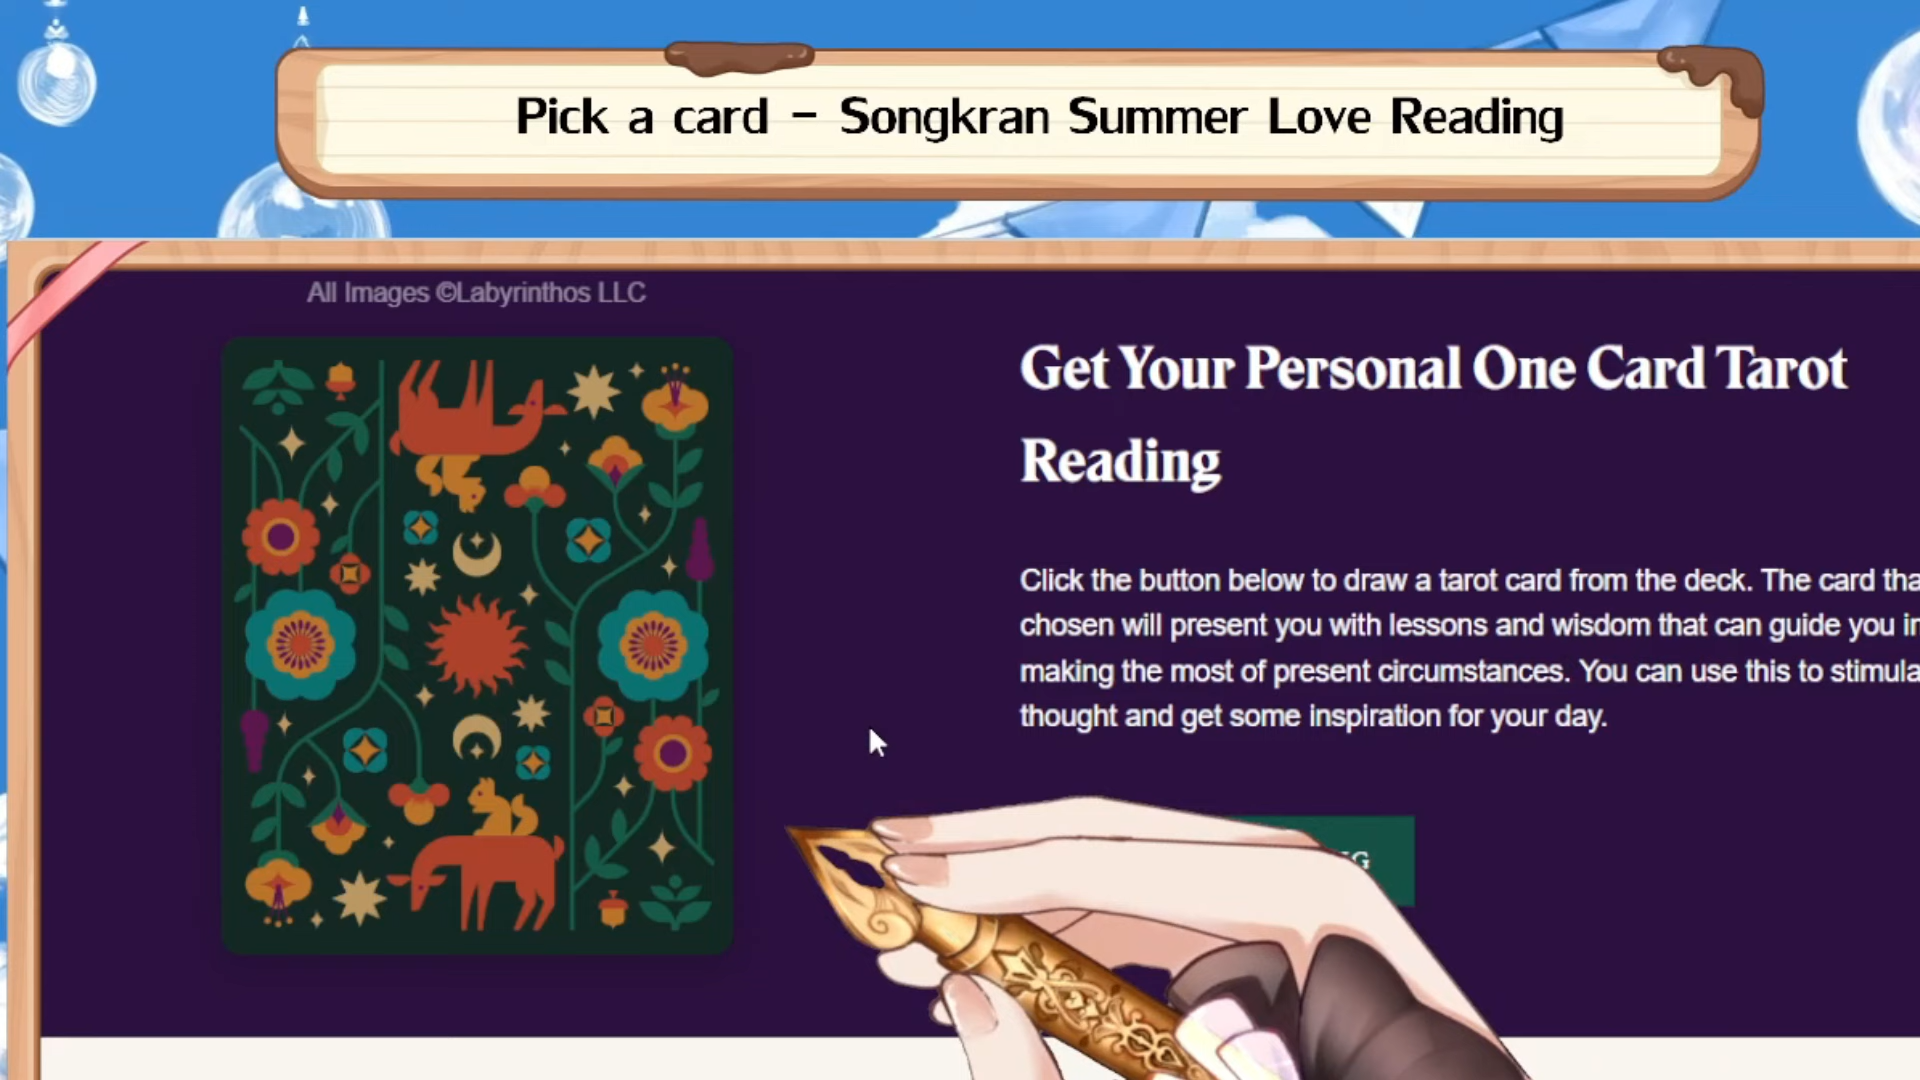 Pick a card - Songkran Summer Love Reading
All Images ©Labyrinthos LLC
Get Your Personal One Card Tarot
Reading
Click the button below to draw a tarot card from the deck. The card
chosen will present you with lessons and wisdom that can guide you
making the most of present circumstances. You can use this to
thought and get some inspiration for your day.